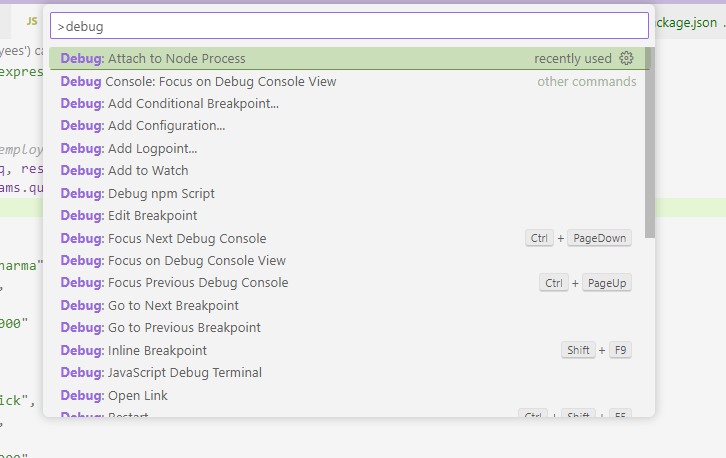 JS
>debug
ckage.json
yees') ca
expres
employ
q, res
ams.qu
harma"
,
000"
ick",
,
000"
Debug: Attach to Node Process recently used
Debug Console: Focus on Debug Console View other commands
Debug: Add Conditional Breakpoint...
Debug: Add Configuration...
Debug: Add Logpoint...
Debug: Add to Watch
Debug: Debug npm Script
Debug: Edit Breakpoint
Debug: Focus Next Debug Console Ctrl + PageDown
Debug: Focus on Debug Console View
Debug: Focus Previous Debug Console Ctrl + PageUp
Debug: Go to Next Breakpoint
Debug: Go to Previous Breakpoint
Debug: Inline Breakpoint Shift + F9
Debug: JavaScript Debug Terminal
Debug: Open Link
Debug: Restart Ctrl + Shift + F5